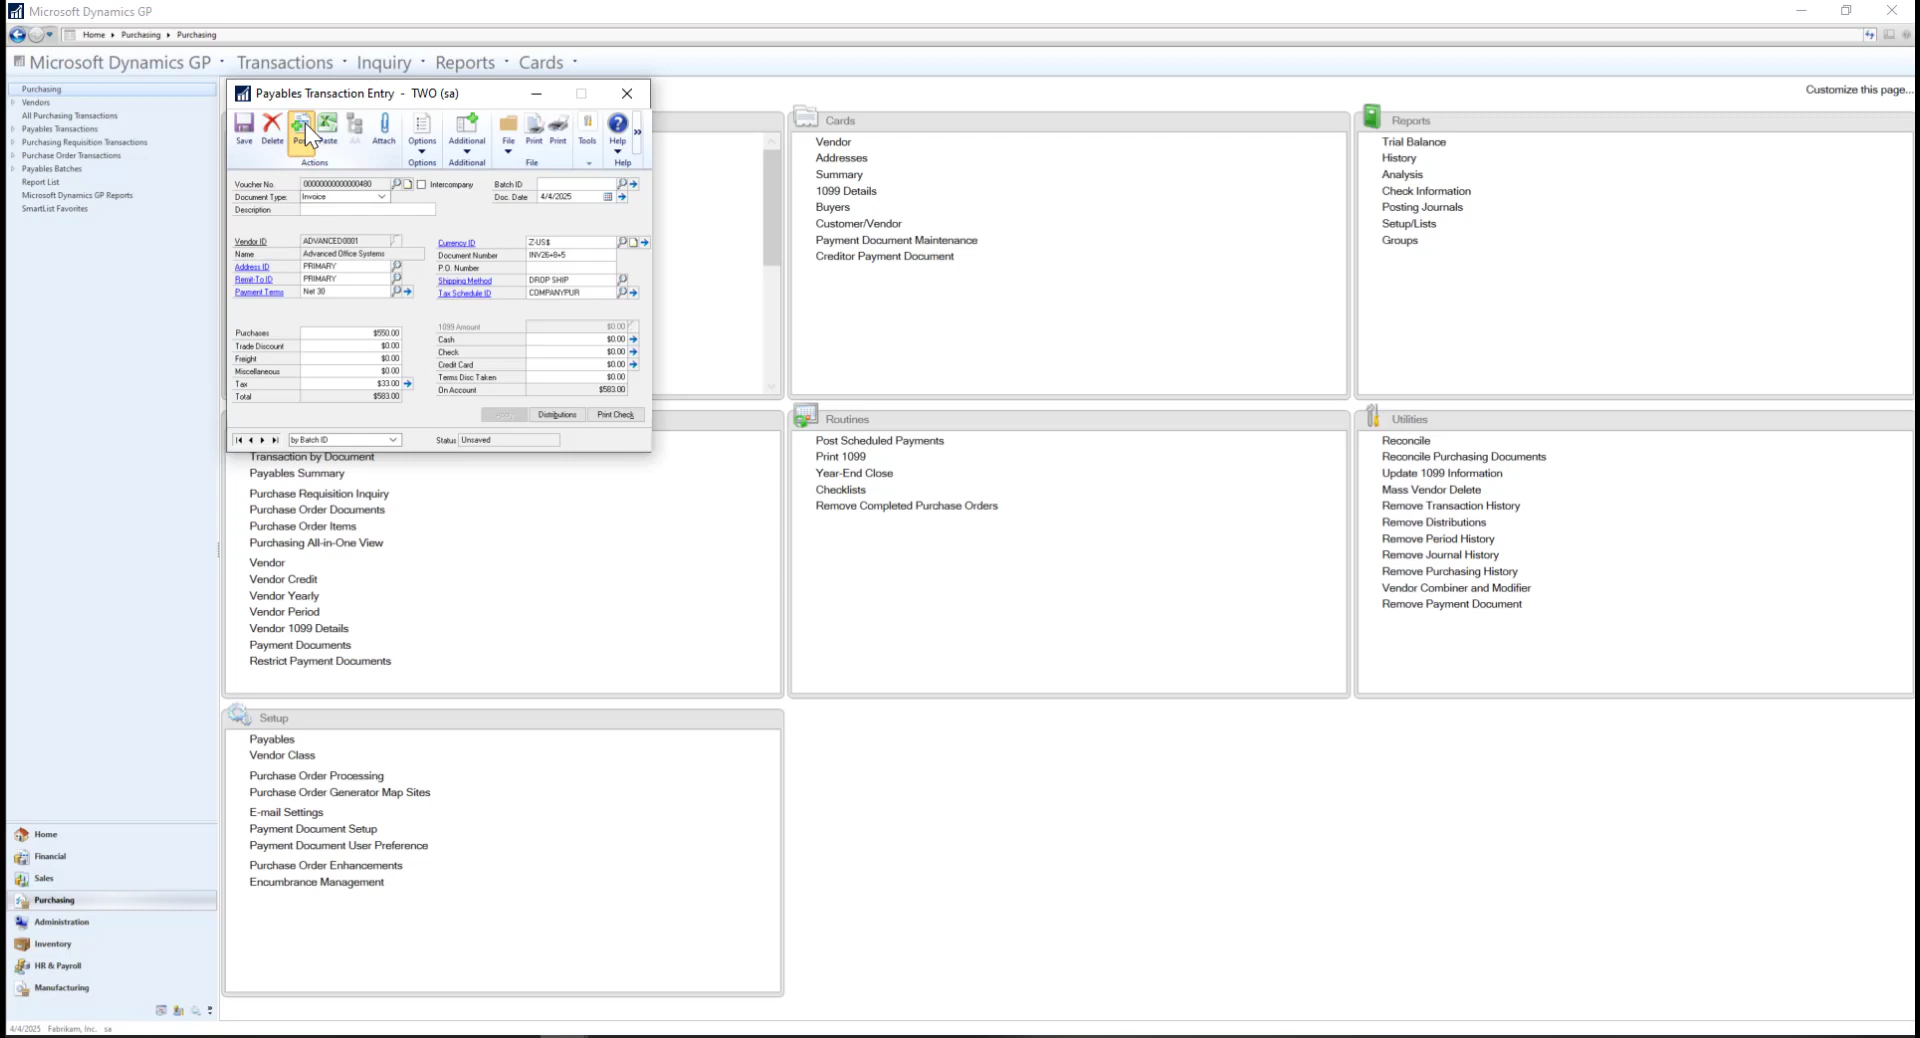 Microsoft Dynamics GP
Home Purchasing Purchasing
Microsoft Dynamics GP Transactions Inquiry Reports Cards
Customize this page...
Purchasing
Vendors
All Purchasing Transactions
Payables Transactions
Purchasing Requisition Transactions
Purchase Order Transactions
Payables Batches
Report List
Microsoft Dynamics GP Reports
SmartList Favorites
Payables Transaction Entry - TWO (sa)
Save Delete Paste AA Attach Options Additional File Print Print Tools Help
Actions Options Additional File Help
Voucher No. 00000000000000480 Intercompany Batch ID
Document Type: Invoice Doc. Date 4/4/2025
Description
Vendor ID ADVANCED0001 Currency ID Z-US$
Name Advanced Office Systems Document Number INV26+8+5
Address ID PRIMARY P.O. Number
Remit-To ID PRIMARY Shipping Method DROP SHIP
Payment Terms Net 30 Tax Schedule ID COMPANYPUR
1099 Amount $0.00
Purchases $550.00 Cash $0.00
Trade Discount $0.00 Check $0.00
Freight $0.00 Credit Card $0.00
Miscellaneous $0.00 Terms Disc Taken $0.00
Tax $33.00 On Account $583.00
Total $583.00
Apply Distributions Print Check
by Batch ID Status Unsaved
Transaction by Document
Payables Summary
Purchase Requisition Inquiry
Purchase Order Documents
Purchase Order Items
Purchasing All-in-One View
Vendor
Vendor Credit
Vendor Yearly
Vendor Period
Vendor 1099 Details
Payment Documents
Restrict Payment Documents
Cards
Vendor
Addresses
Summary
1099 Details
Buyers
Customer/Vendor
Payment Document Maintenance
Creditor Payment Document
Reports
Trial Balance
History
Analysis
Check Information
Posting Journals
Setup/Lists
Groups
Routines
Post Scheduled Payments
Print 1099
Year-End Close
Checklists
Remove Completed Purchase Orders
Utilities
Reconcile
Reconcile Purchasing Documents
Update 1099 Information
Mass Vendor Delete
Remove Transaction History
Remove Distributions
Remove Period History
Remove Journal History
Remove Purchasing History
Vendor Combiner and Modifier
Remove Payment Document
Setup
Payables
Vendor Class
Purchase Order Processing
Purchase Order Generator Map Sites
E-mail Settings
Payment Document Setup
Payment Document User Preference
Purchase Order Enhancements
Encumbrance Management
Home
Financial
Sales
Purchasing
Administration
Inventory
HR & Payroll
Manufacturing
4/4/2025 Fabrikam, Inc. sa